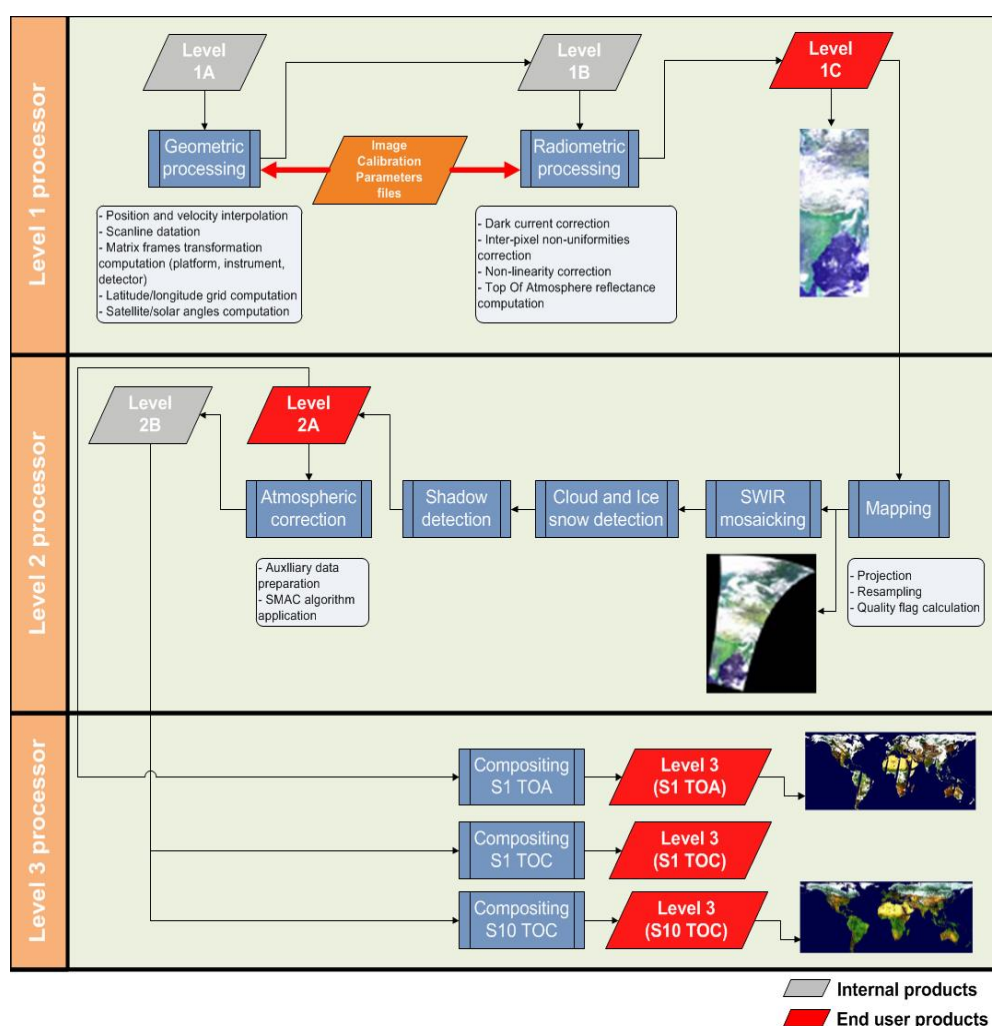 Level 1 processor
Level
1A
Level
1B
Level
1C
Geometric
processing
Image
Calibration
Parameters
files
Radiometric
processing
- Position and velocity interpolation
- Scanline datation
- Matrix frames transformation
computation (platform, instrument,
detector)
- Latitude/longitude grid computation
- Satellite/solar angles computation
- Dark current correction
- Inter-pixel non-uniformities
correction
- Non-linearity correction
- Top Of Atmosphere reflectance
computation
Level 2 processor
Level
2B
Level
2A
Atmospheric
correction
Shadow
detection
Cloud and Ice
snow detection
SWIR
mosaicking
Mapping
- Auxlliary data
preparation
- SMAC algorithm
application
- Projection
- Resampling
- Quality flag calculation
Level 3 processor
Compositing
S1 TOA
Level 3
(S1 TOA)
Compositing
S1 TOC
Level 3
(S1 TOC)
Compositing
S10 TOC
Level 3
(S10 TOC)
Internal products
End user products